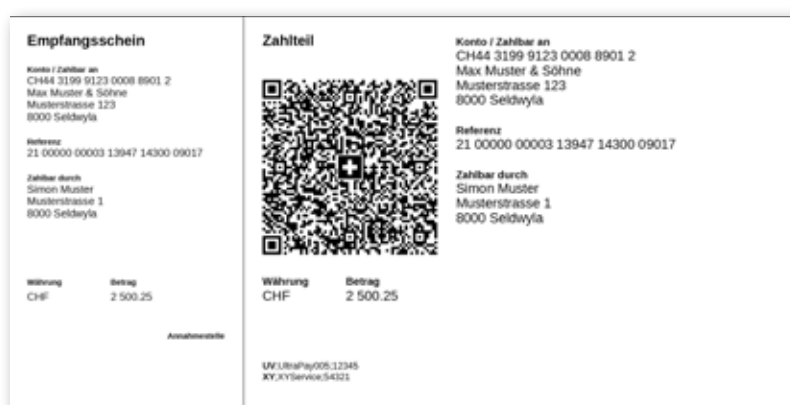 Empfangsschein
Konto / Zahlbar an
CH44 3199 9123 0008 8901 2
Max Muster & Söhne
Musterstrasse 123
8000 Seldwyla
Referenz
21 00000 00003 13947 14300 09017
Zahlbar durch
Simon Muster
Musterstrasse 1
8000 Seldwyla
Währung Betrag
CHF 2 500.25
Annahmestelle
Zahlteil
Währung Betrag
CHF 2 500.25
UV;UltraPay005;12345
XY;XYService;54321
Konto / Zahlbar an
CH44 3199 9123 0008 8901 2
Max Muster & Söhne
Musterstrasse 123
8000 Seldwyla
Referenz
21 00000 00003 13947 14300 09017
Zahlbar durch
Simon Muster
Musterstrasse 1
8000 Seldwyla